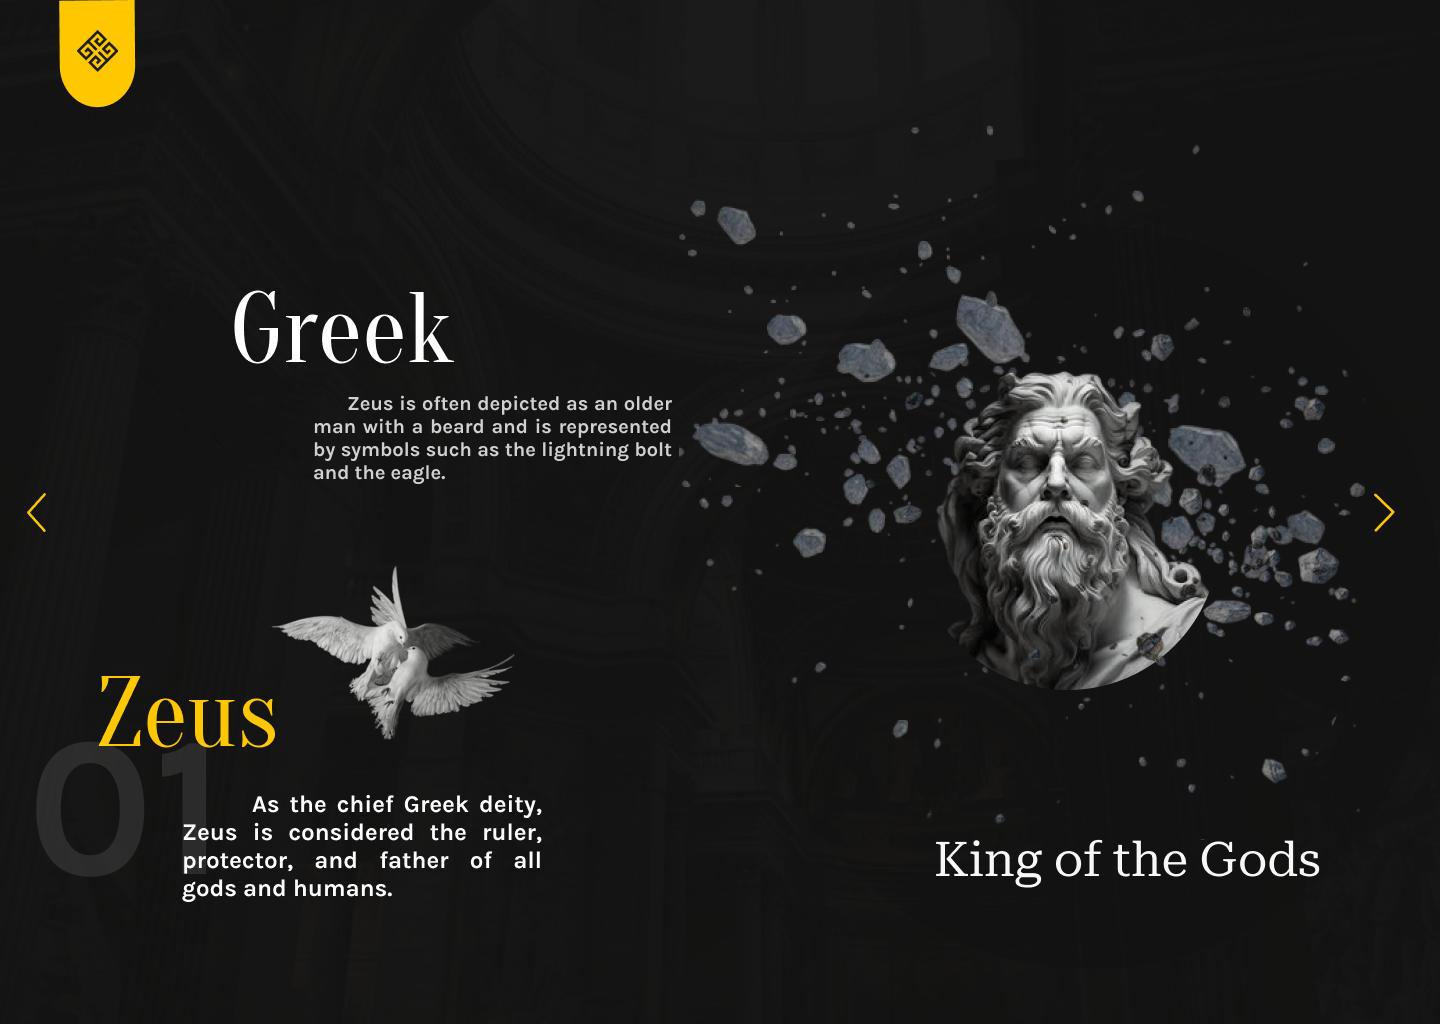 Greek
Zeus is often depicted as an older
man with a beard and is represented
by symbols such as the lightning bolt
and the eagle.
Zeus
01
As the chief Greek deity,
Zeus is considered the ruler,
protector, and father of all
gods and humans.
King of the Gods